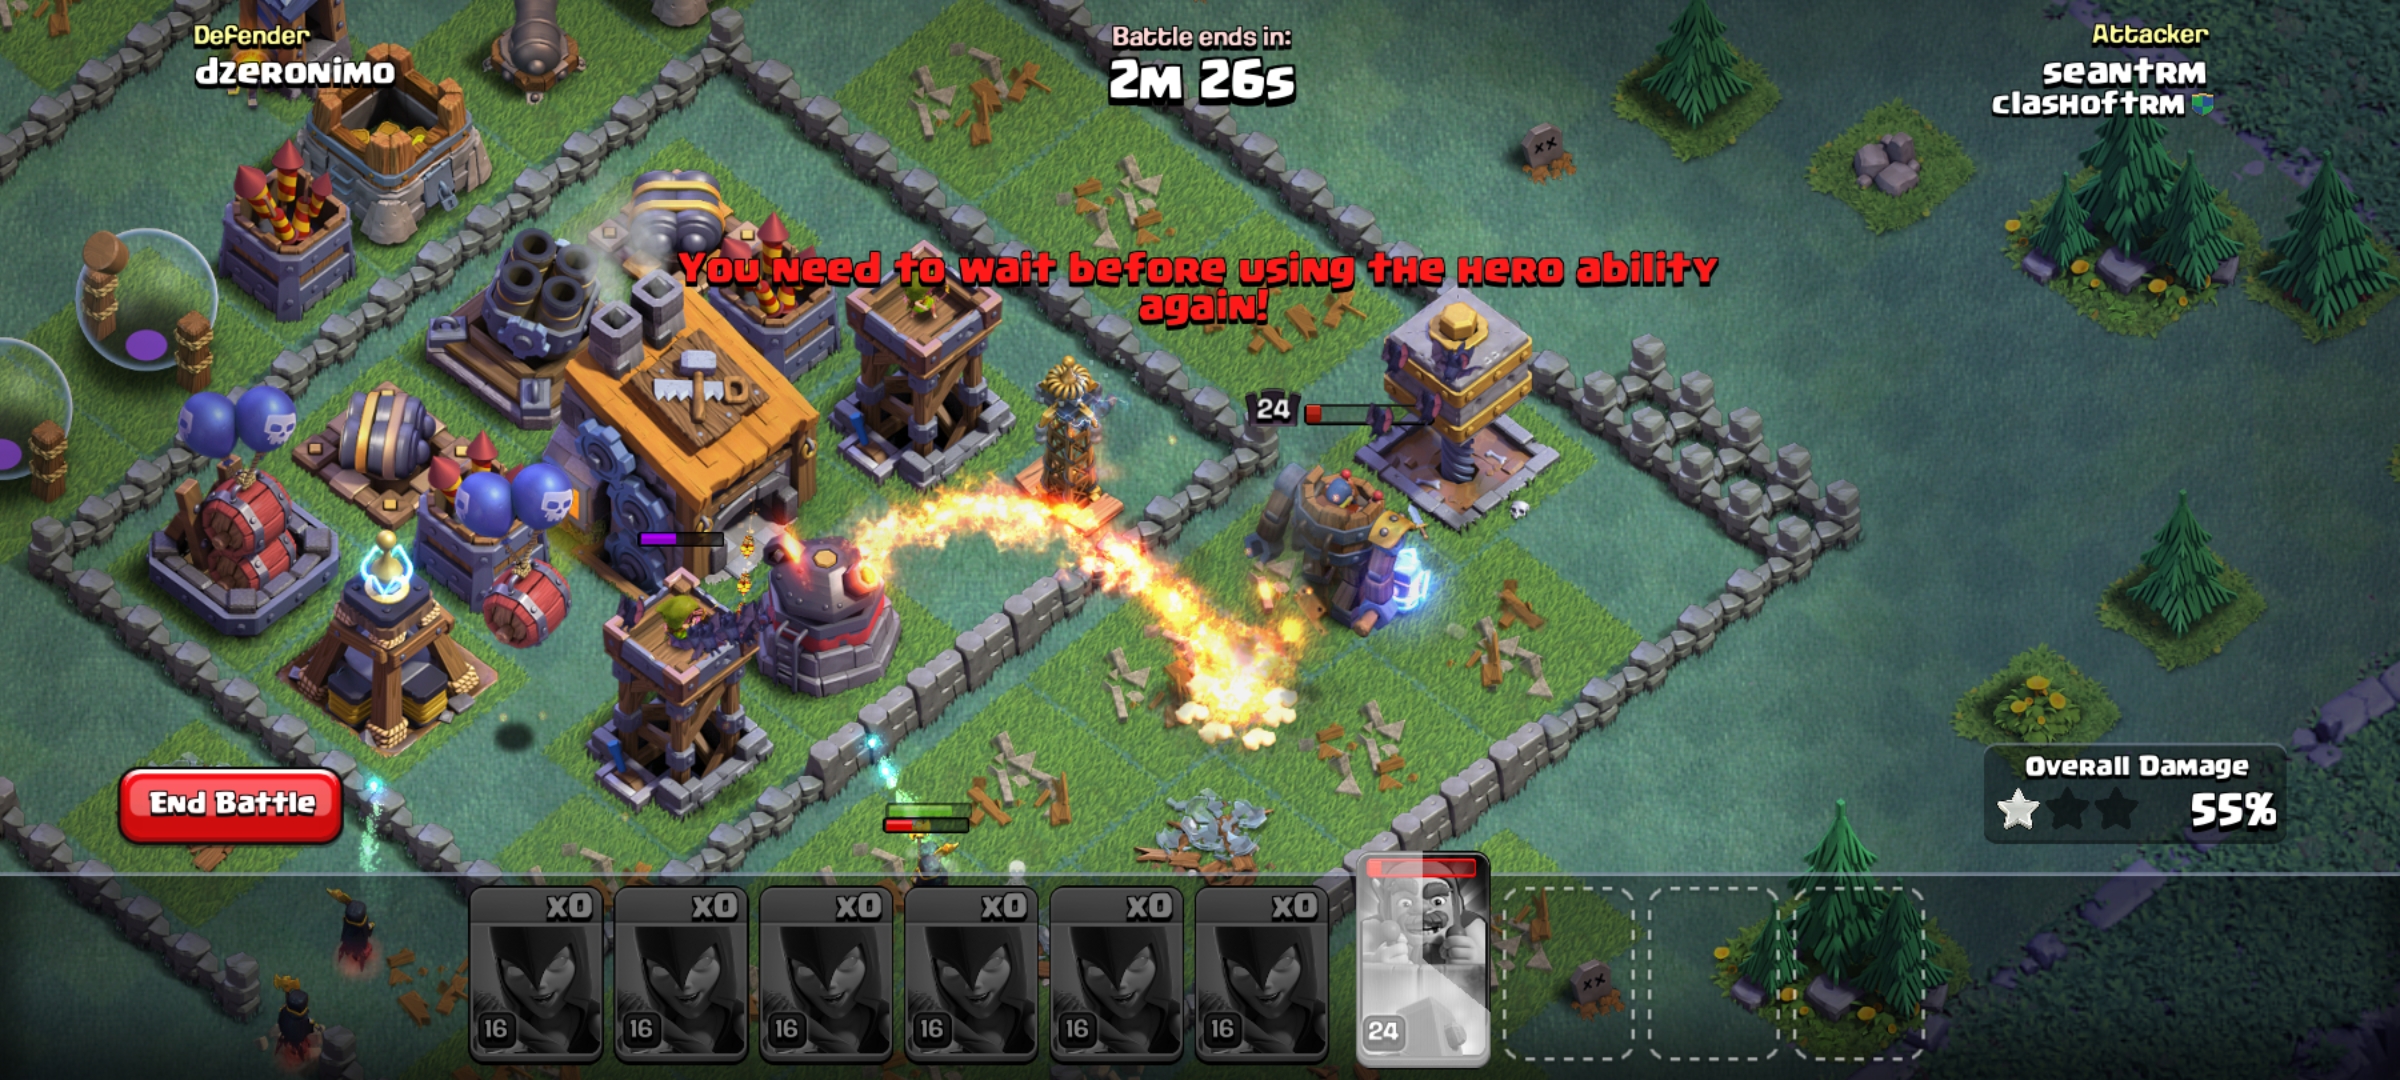 Defender
dzeronimo
Battle ends in:
2m 26s
Attacker
seantrm
clashoftrm
You need to wait before using the Hero ability
again!
24
D
End Battle
Overall Damage
55%
x0
x0
x0
x0
x0
x0
16
16
16
16
16
16
24